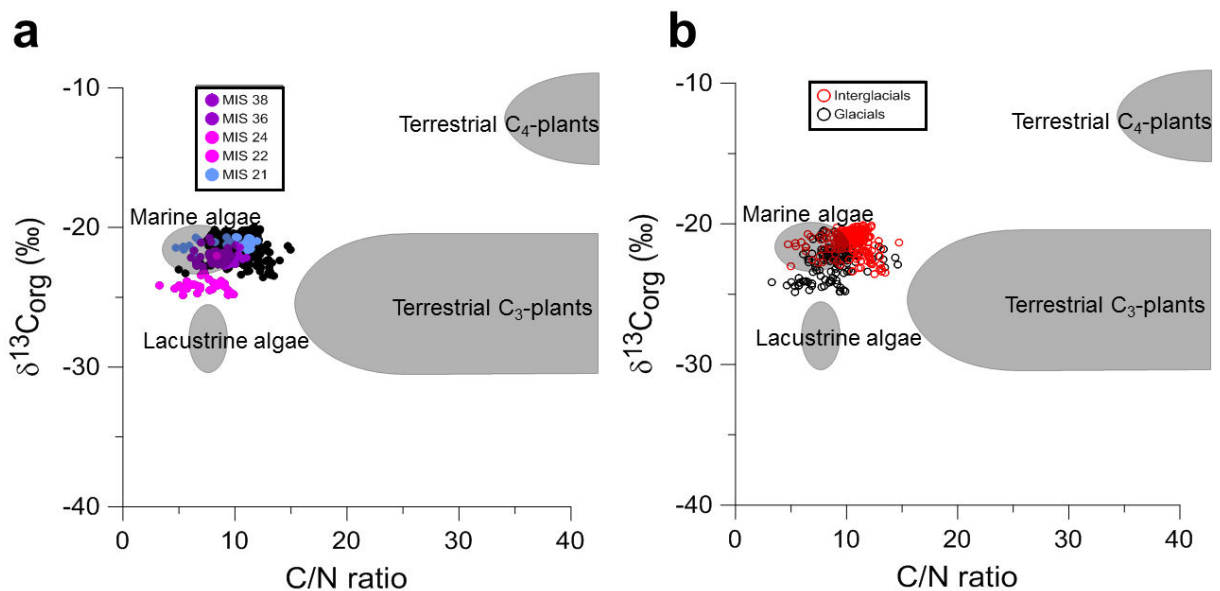 a
-10
-20
-30
-40
δ¹³Corg (‰)
MIS 38
MIS 36
MIS 24
MIS 22
MIS 21
Terrestrial C₄-plants
Marine algae
Terrestrial C₃-plants
Lacustrine algae
0 10 20 30 40
C/N ratio
b
-10
-20
-30
-40
δ¹³Corg (‰)
Interglacials
Glacials
Terrestrial C₄-plants
Marine algae
Terrestrial C₃-plants
Lacustrine algae
0 10 20 30 40
C/N ratio